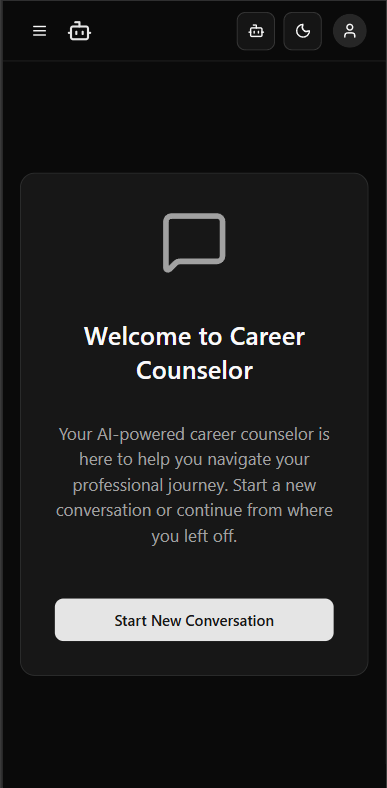 Welcome to Career
Counselor
Your AI-powered career counselor is
here to help you navigate your
professional journey. Start a new
conversation or continue from where
you left off.
Start New Conversation